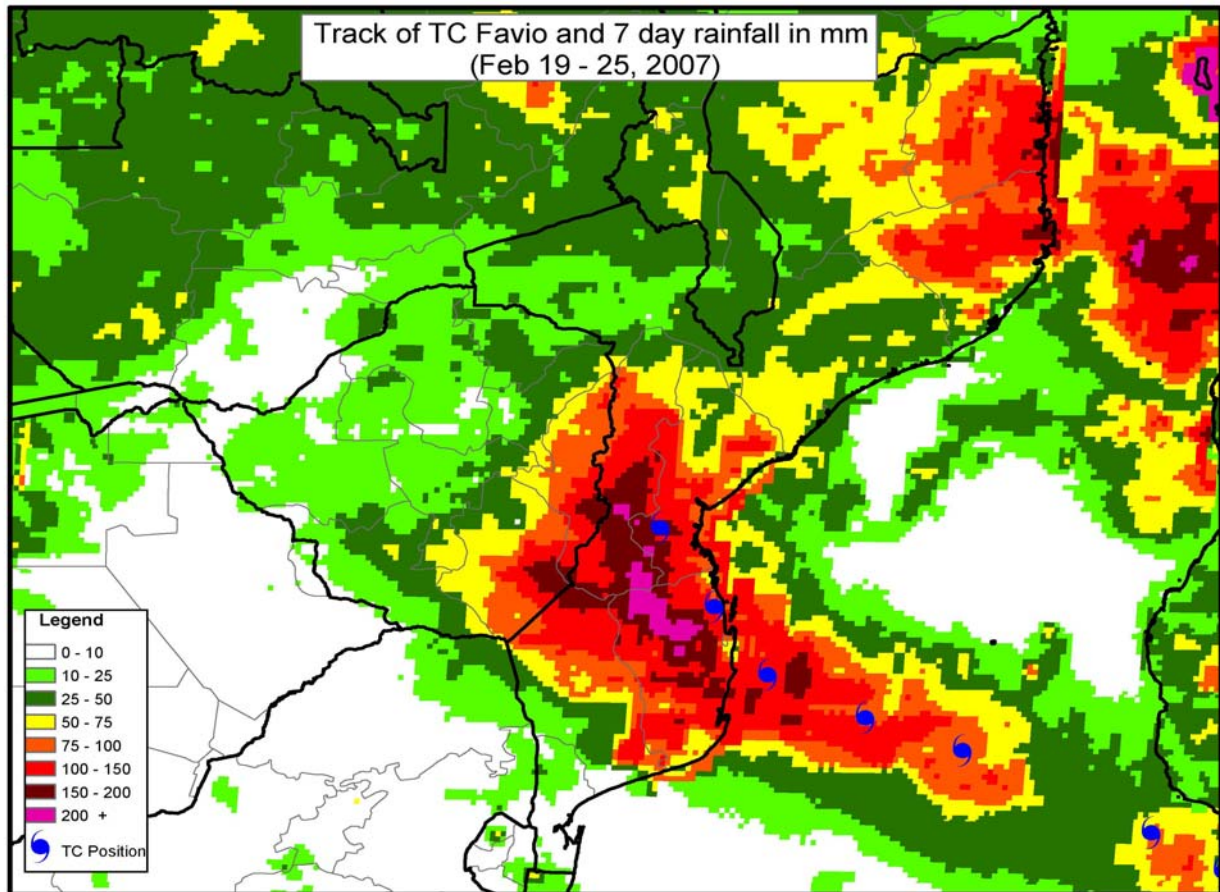 Track of TC Favio and 7 day rainfall in mm
(Feb 19 - 25, 2007)
Legend
0 - 10
10 - 25
25 - 50
50 - 75
75 - 100
100 - 150
150 - 200
200 +
TC Position